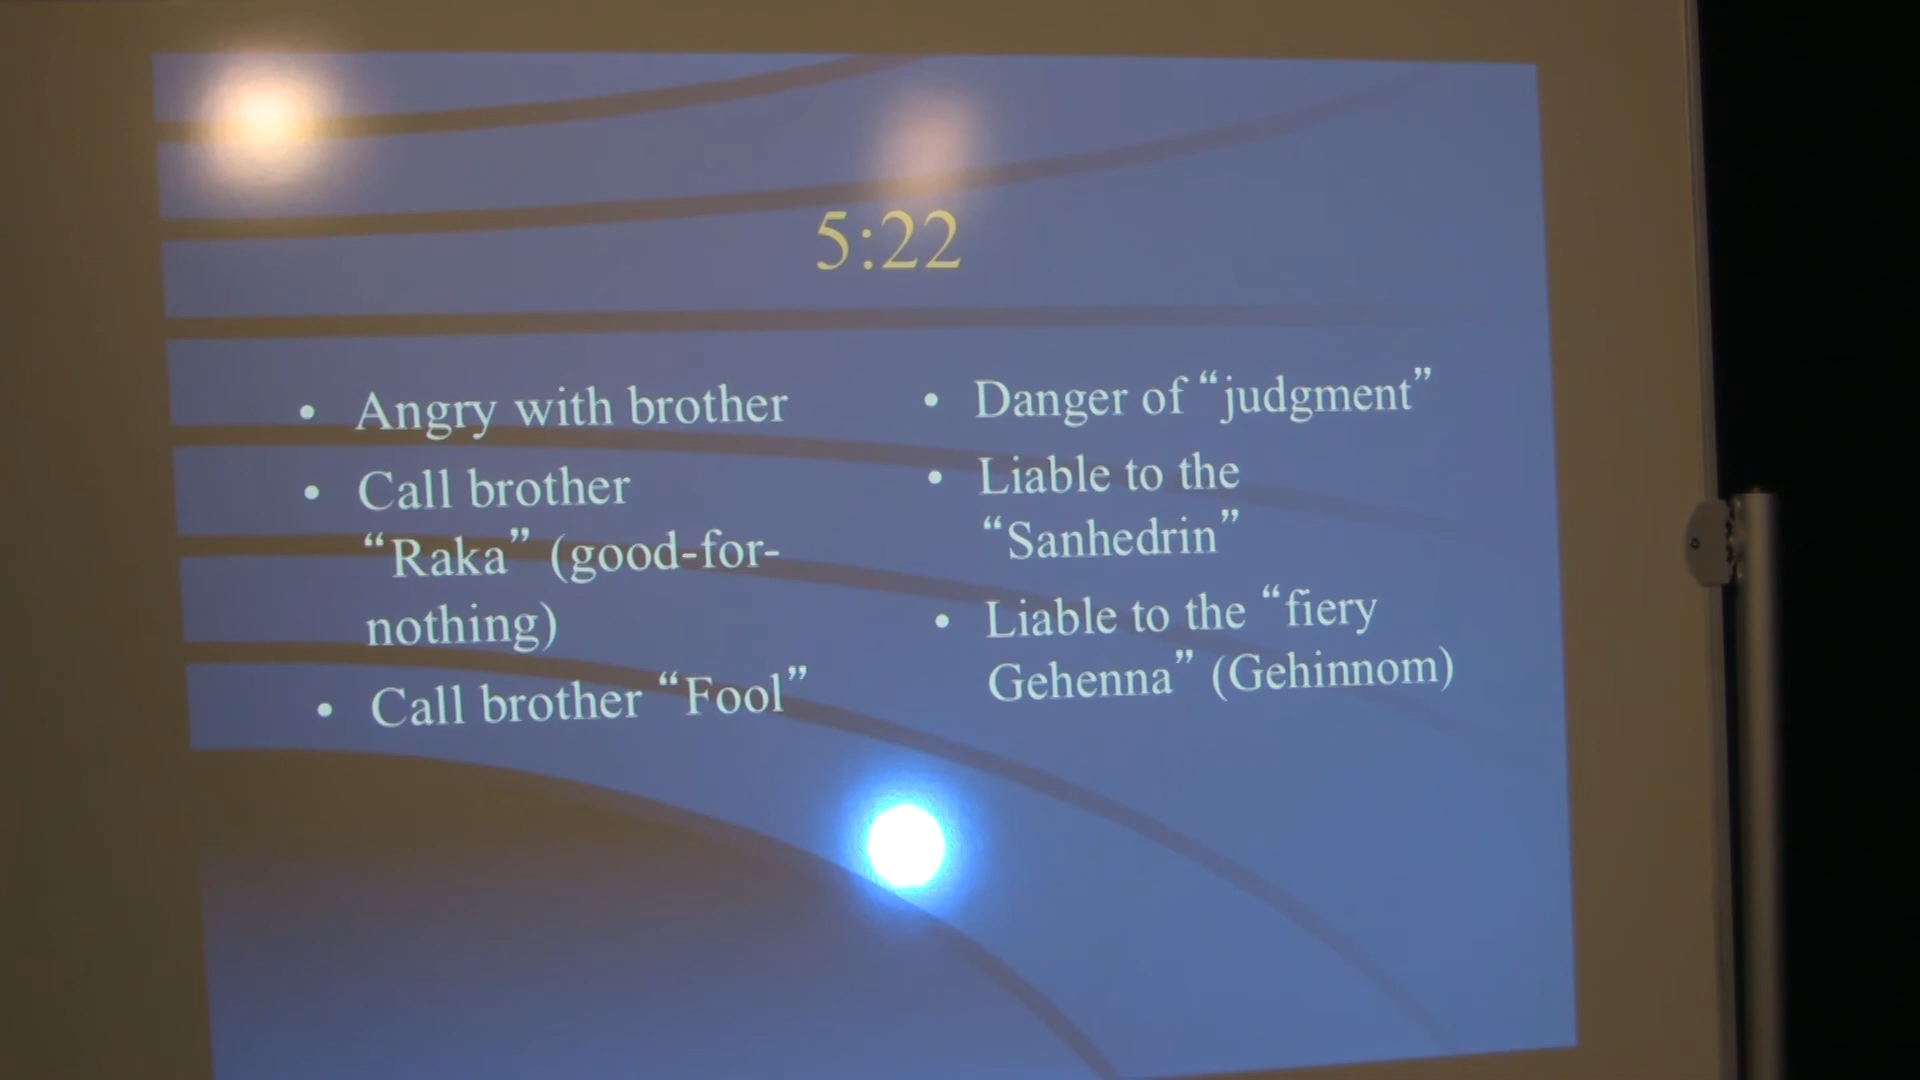 5:22
• Angry with brother
• Call brother
“Raka” (good-for-
nothing)
• Call brother “Fool”
• Danger of “judgment”
• Liable to the
“Sanhedrin”
• Liable to the “fiery
Gehenna” (Gehinnom)